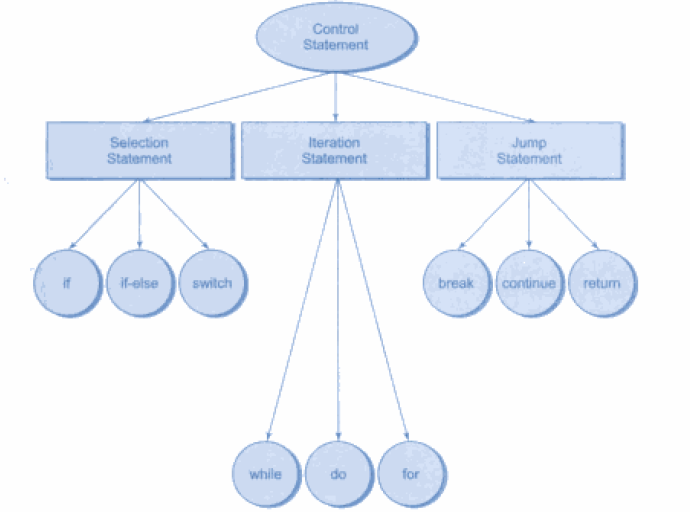 Control
Statement
Selection
Statement
Iteration
Statement
Jump
Statement
if
if-else
switch
break
continue
return
while
do
for